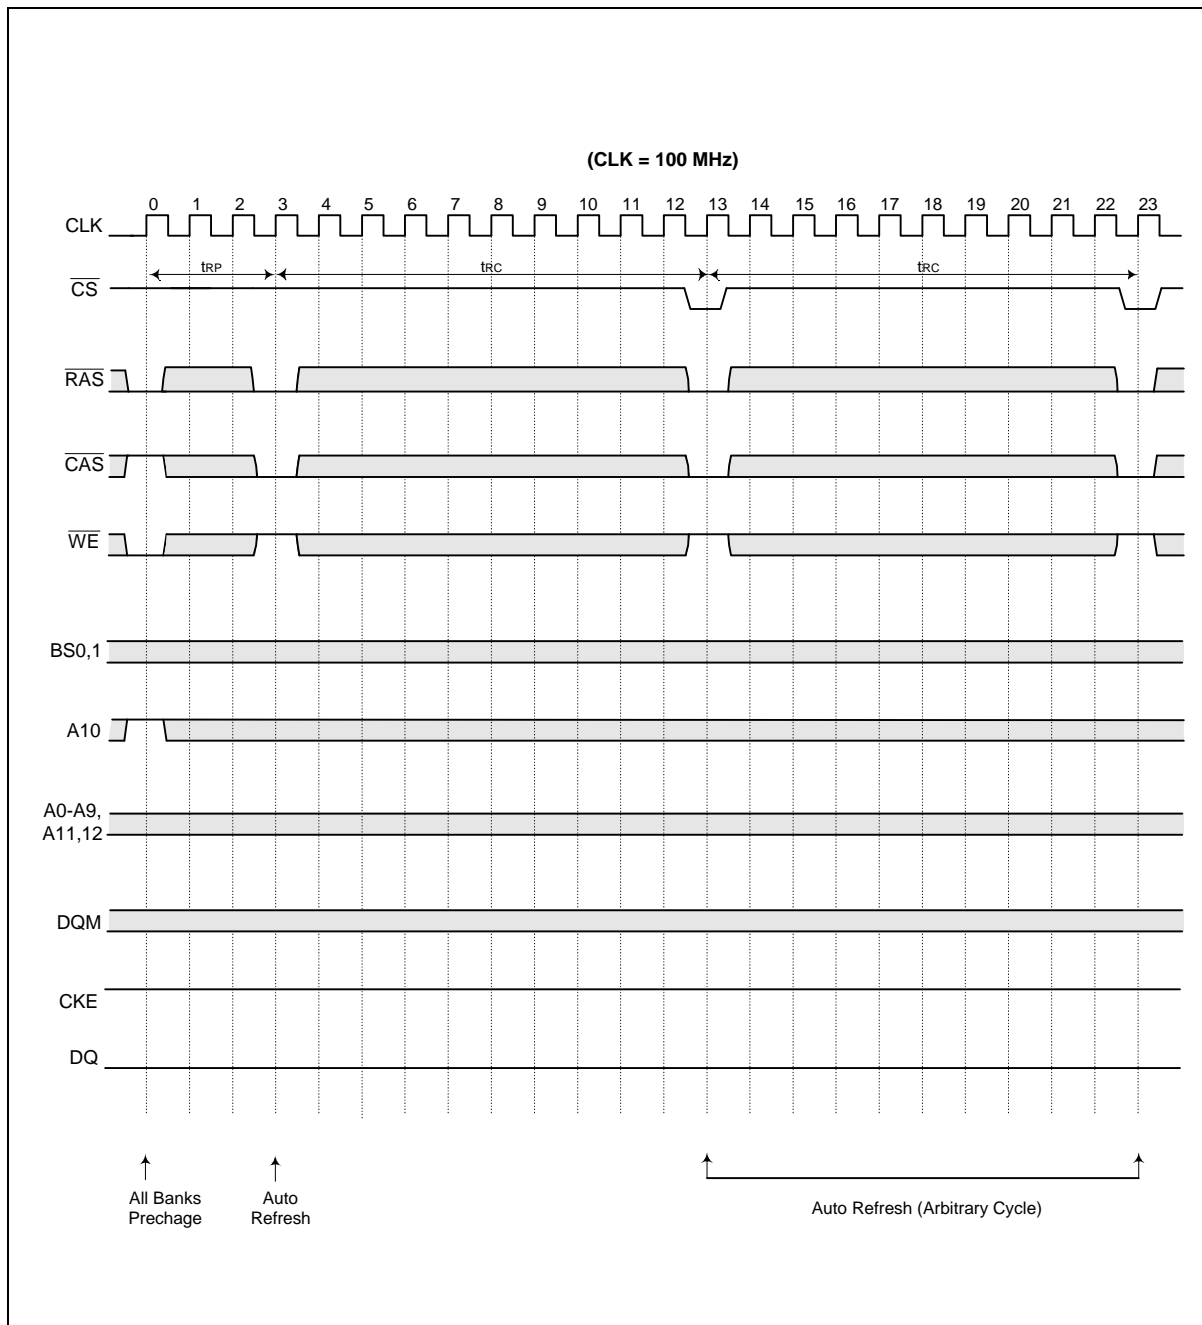 (CLK = 100 MHz)
0 1 2 3 4 5 6 7 8 9 10 11 12 13 14 15 16 17 18 19 20 21 22 23
CLK
tRP tRC tRC
CS
RAS
CAS
WE
BS0,1
A10
A0-A9,
A11,12
DQM
CKE
DQ
All Banks
Prechage
Auto
Refresh
Auto Refresh (Arbitrary Cycle)